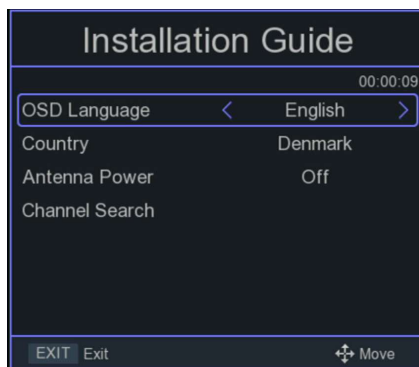 Installation Guide
00:00:09
OSD Language < English >
Country Denmark
Antenna Power Off
Channel Search
EXIT Exit Move